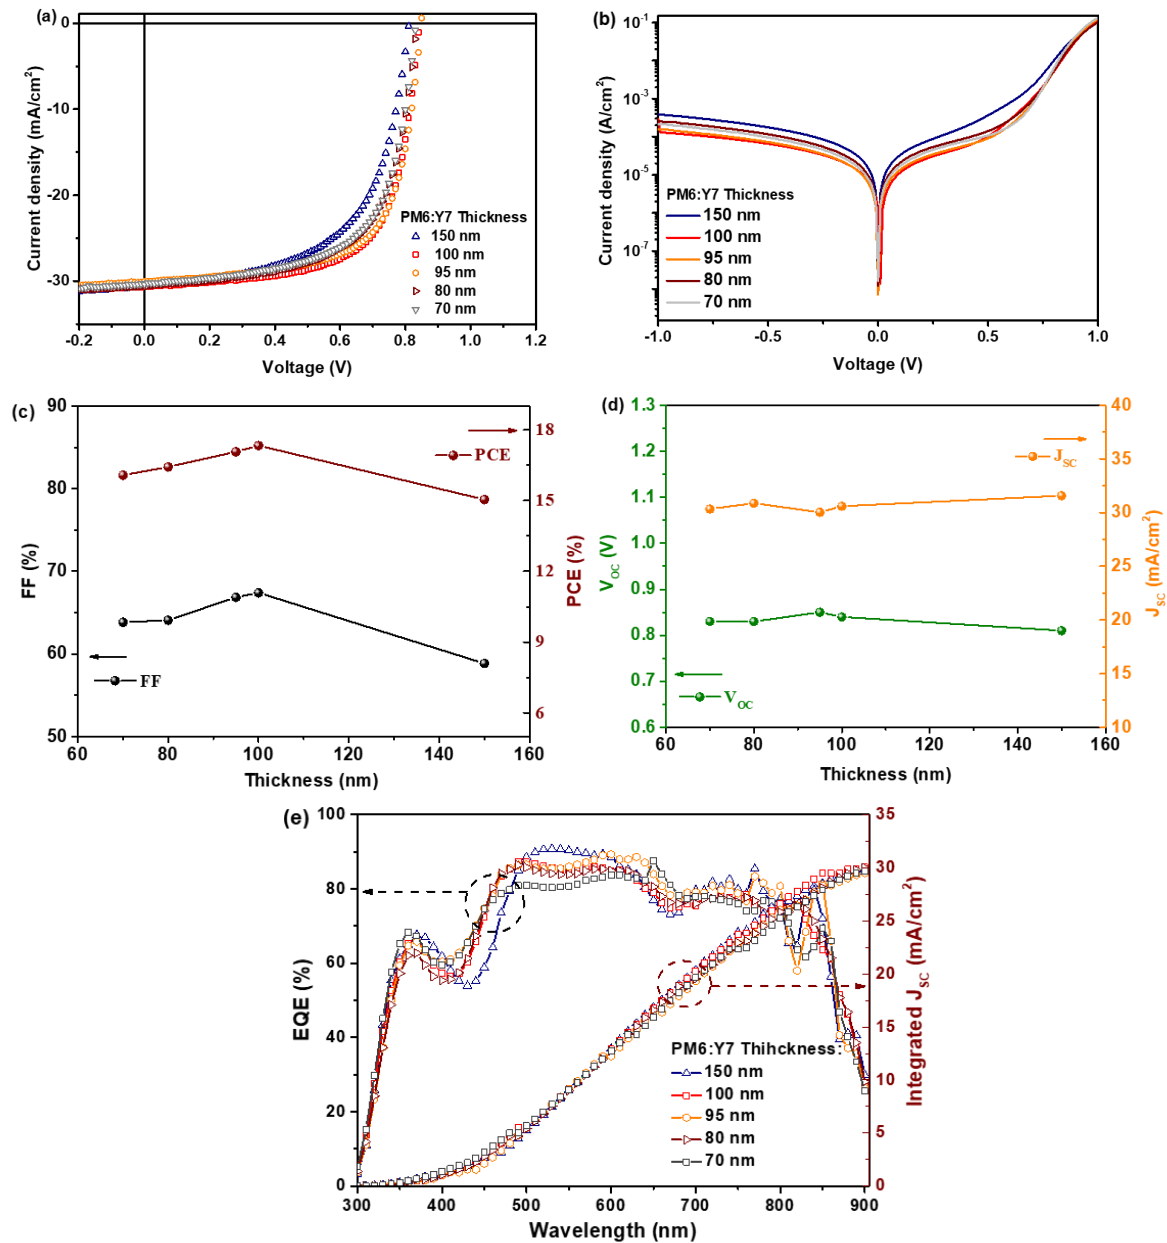 (a)
0
-10
-20
-30
Current density (mA/cm²)
PM6:Y7 Thickness
150 nm
100 nm
95 nm
80 nm
70 nm
-0.2 0.0 0.2 0.4 0.6 0.8 1.0 1.2
Voltage (V)
(b)
10⁻¹
10⁻³
10⁻⁵
10⁻⁷
Current density (A/cm²)
PM6:Y7 Thickness
150 nm
100 nm
95 nm
80 nm
70 nm
-1.0 -0.5 0.0 0.5 1.0
Voltage (V)
(c)
90
80
70
60
50
FF (%)
PCE
FF
18
15
12
9
6
PCE (%)
60 80 100 120 140 160
Thickness (nm)
(d)
1.3
1.2
1.1
1.0
0.9
0.8
0.7
0.6
V_OC (V)
J_SC
V_OC
40
35
30
25
20
15
10
J_SC (mA/cm²)
60 80 100 120 140 160
Thickness (nm)
(e)
100
80
60
40
20
0
EQE (%)
PM6:Y7 Thihckness:
150 nm
100 nm
95 nm
80 nm
70 nm
35
30
25
20
15
10
5
0
Integrated J_SC (mA/cm²)
300 400 500 600 700 800 900
Wavelength (nm)